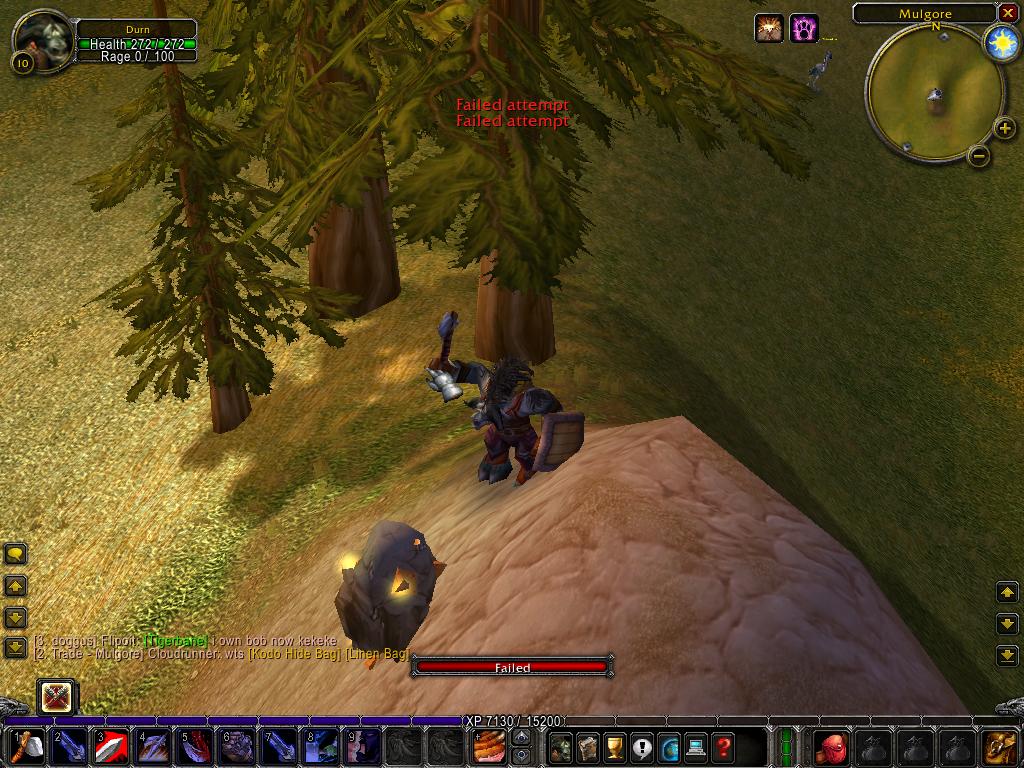 Durn
Health 272 / 272
Rage 0 / 100
10
Mulgore
N
Failed attempt
Failed attempt
[3. doggus] Flipoit: [Tigerbane] i own bob now kekeke
[2. Trade - Mulgore] Cloudrunner: wts [Kodo Hide Bag] [Linen Bag]
Failed
XP 7130 / 15200
1 2 3 4 5 6 7 8 9